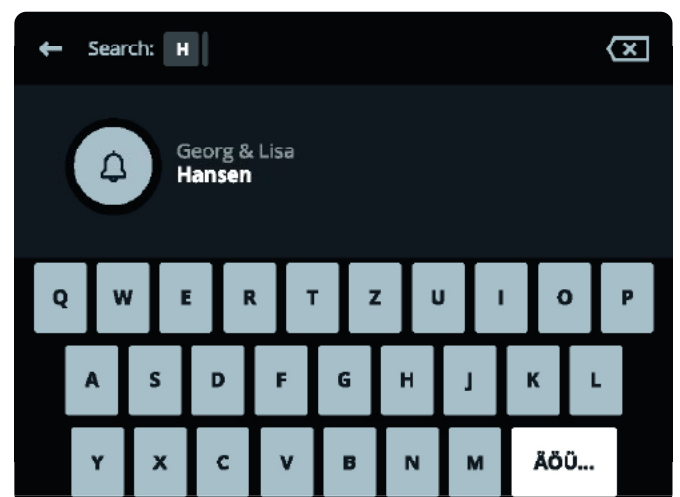 Search: H
Georg & Lisa
Hansen
Q W E R T Z U I O P
A S D F G H J K L
Y X C V B N M ÄÖÜ...